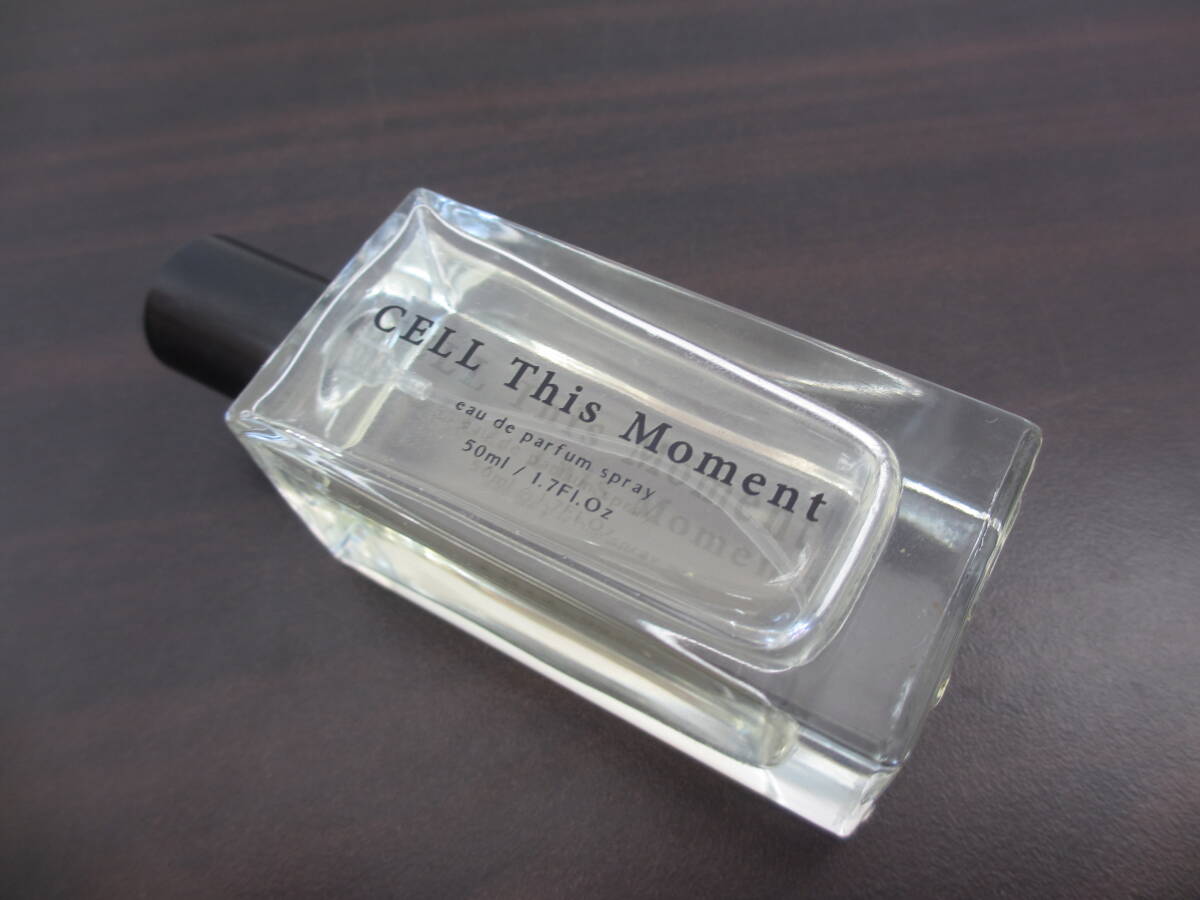 CELL This Moment
eau de parfum spray
50ml / 1.7Fl.Oz